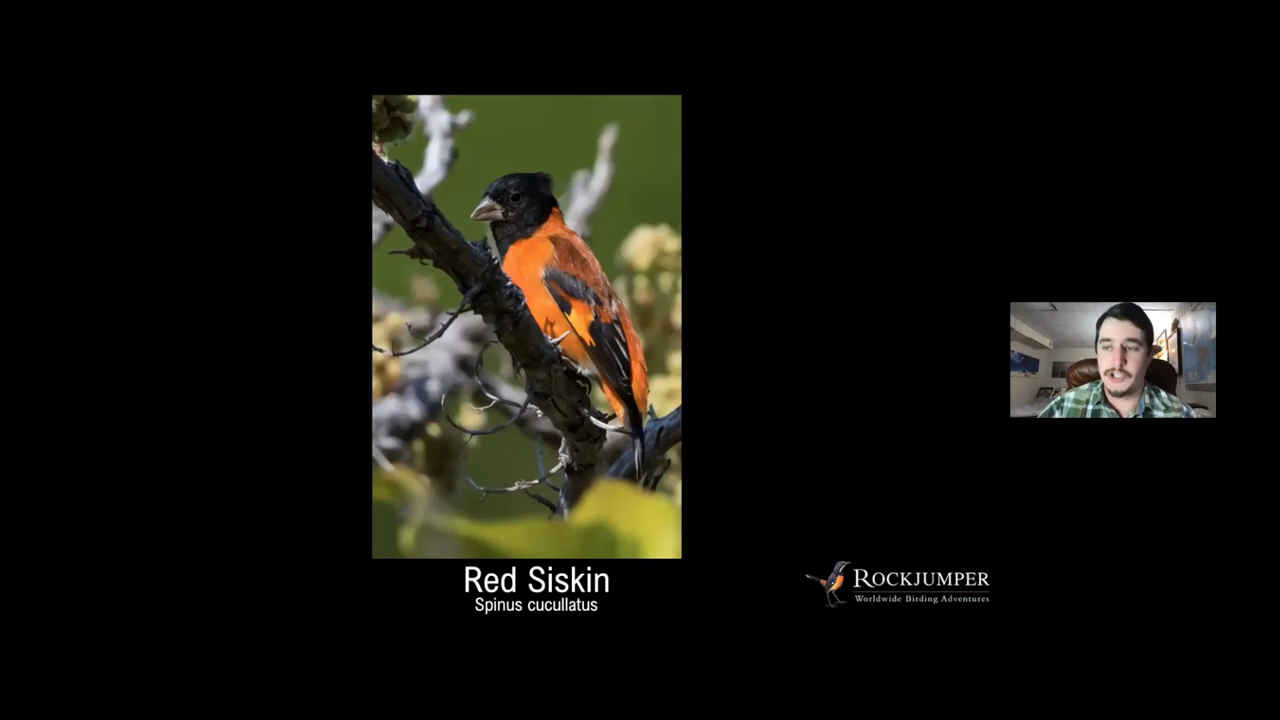 Red Siskin
Spinus cucullatus
ROCKJUMPER
Worldwide Birding Adventures